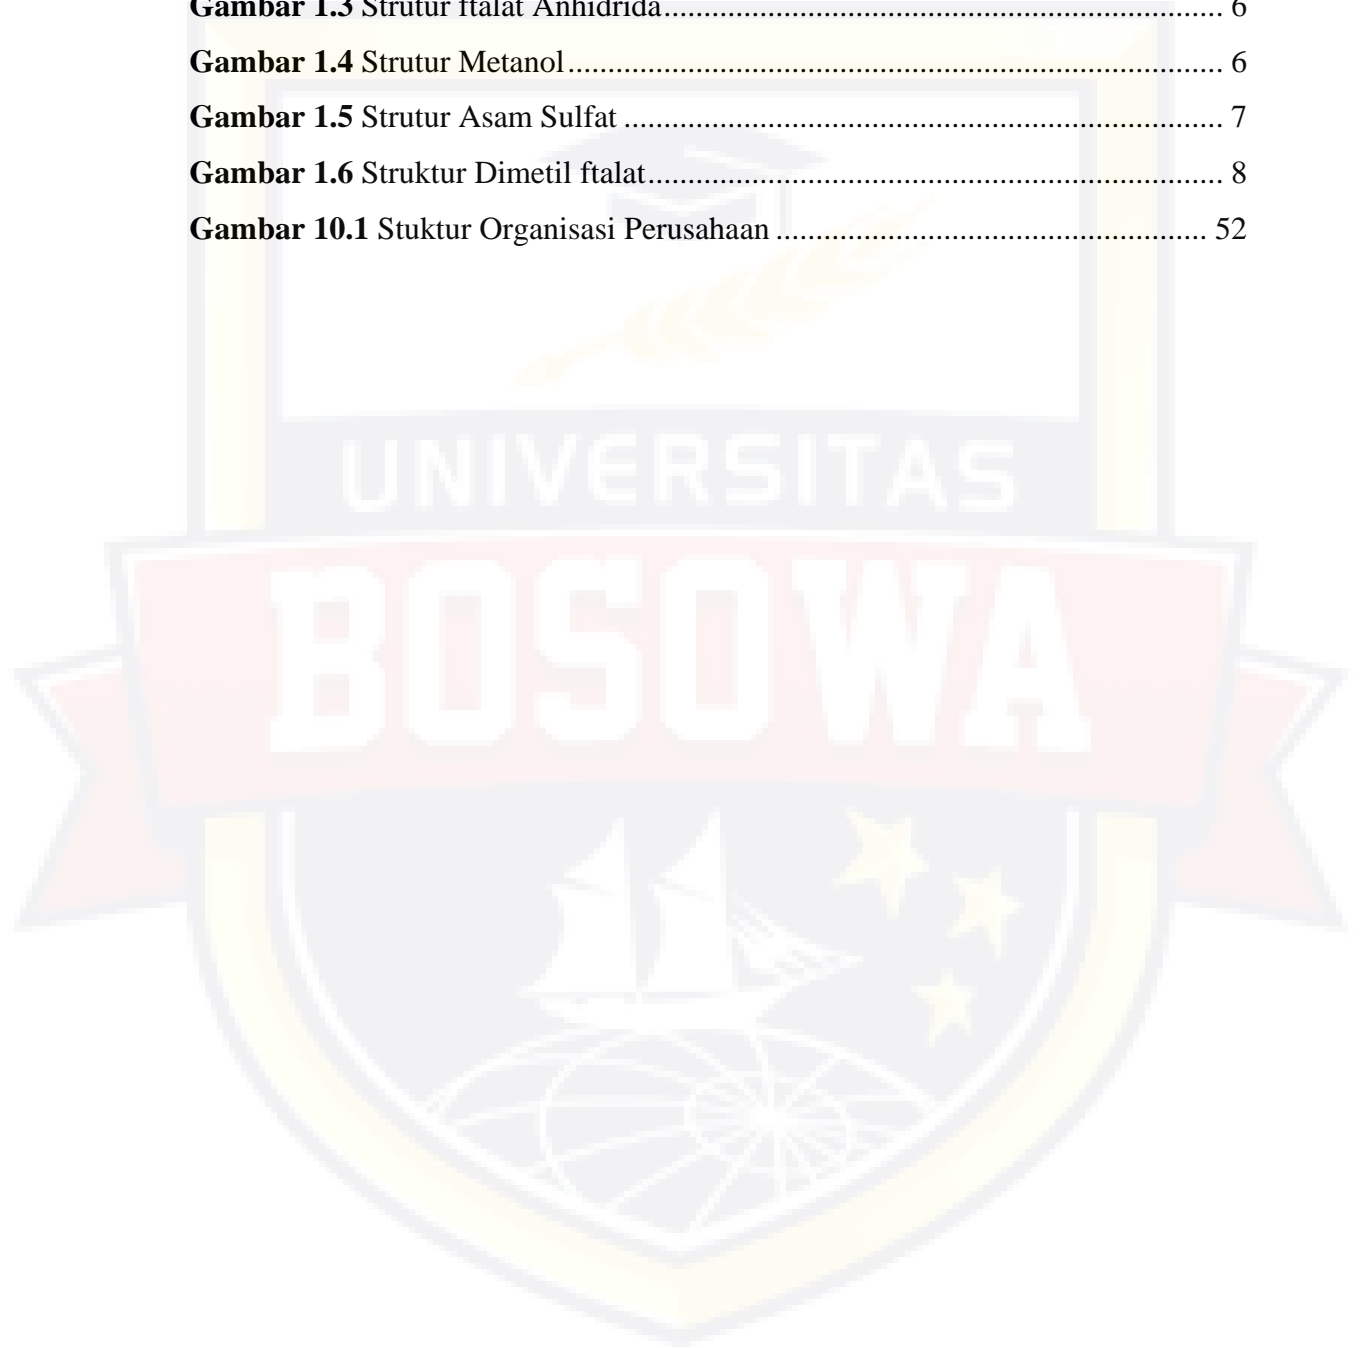 Gambar 1.3 Strutur ftalat Anhidrida...................................................................... 6
Gambar 1.4 Strutur Metanol.................................................................................. 6
Gambar 1.5 Strutur Asam Sulfat ........................................................................... 7
Gambar 1.6 Struktur Dimetil ftalat........................................................................ 8
Gambar 10.1 Stuktur Organisasi Perusahaan ...................................................... 52
UNIVERSITAS
BOSOWA